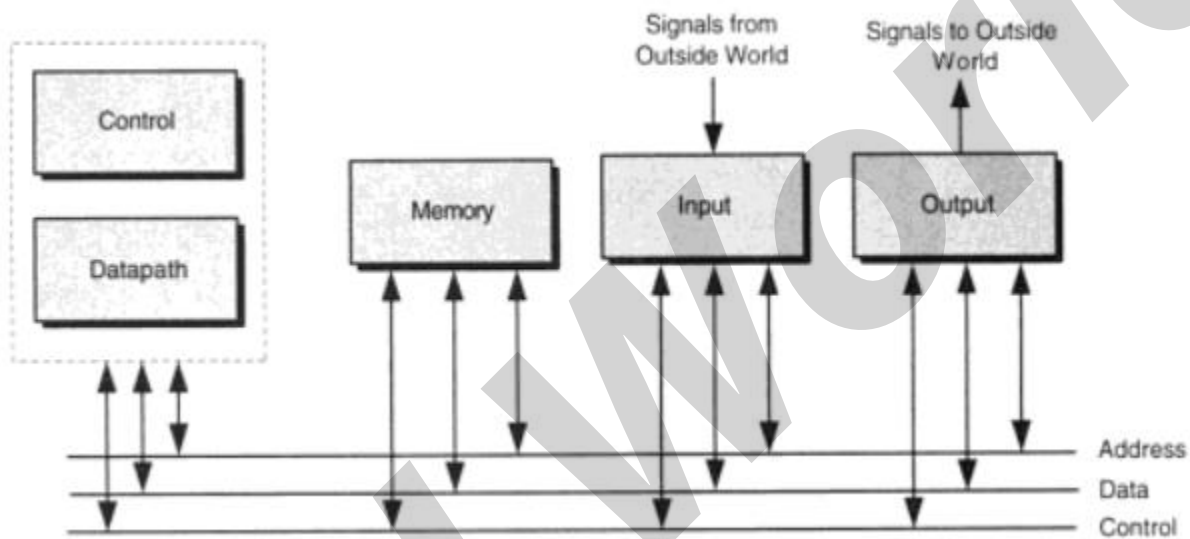 Signals from
Outside World
Signals to Outside
World
Control
Datapath
Memory
Input
Output
Address
Data
Control